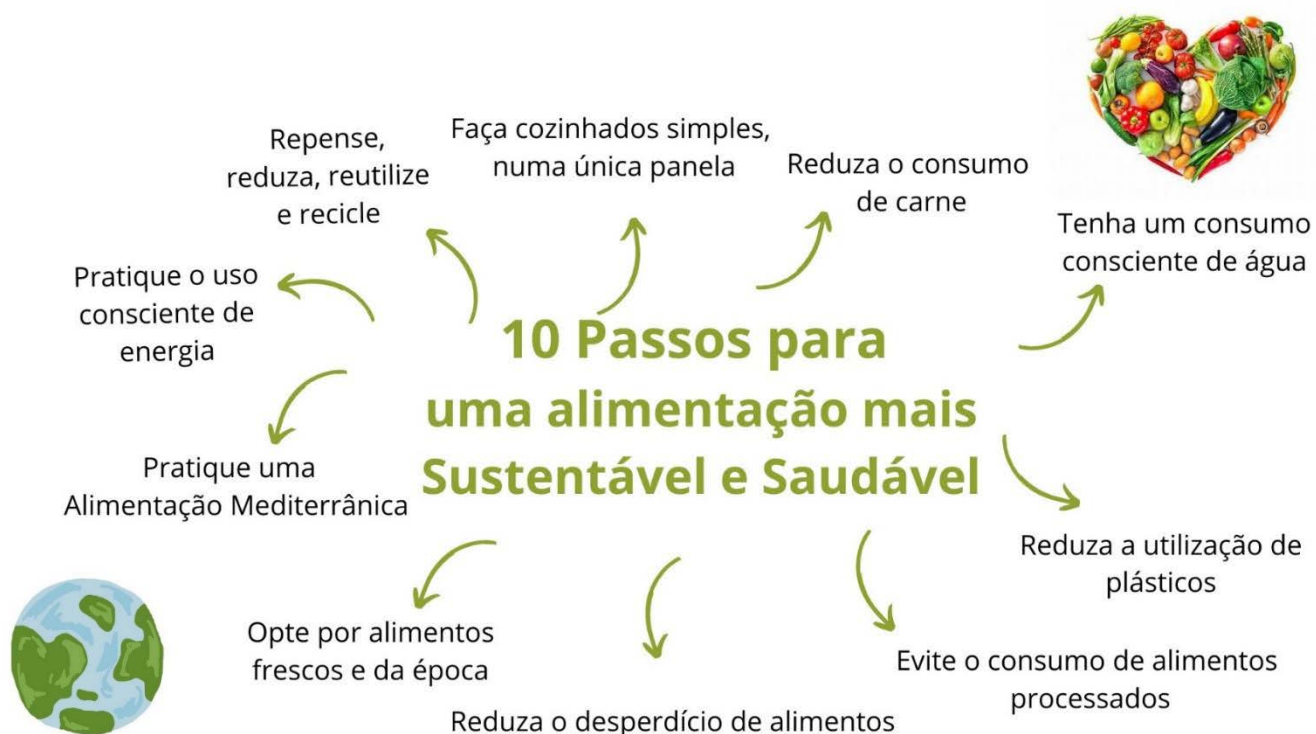 10 Passos para
uma alimentação mais
Sustentável e Saudável
Repense,
reduza, reutilize
e recicle
Faça cozinhados simples,
numa única panela
Reduza o consumo
de carne
Tenha um consumo
consciente de água
Reduza a utilização de
plásticos
Evite o consumo de alimentos
processados
Reduza o desperdício de alimentos
Opte por alimentos
frescos e da época
Pratique uma
Alimentação Mediterrânica
Pratique o uso
consciente de
energia